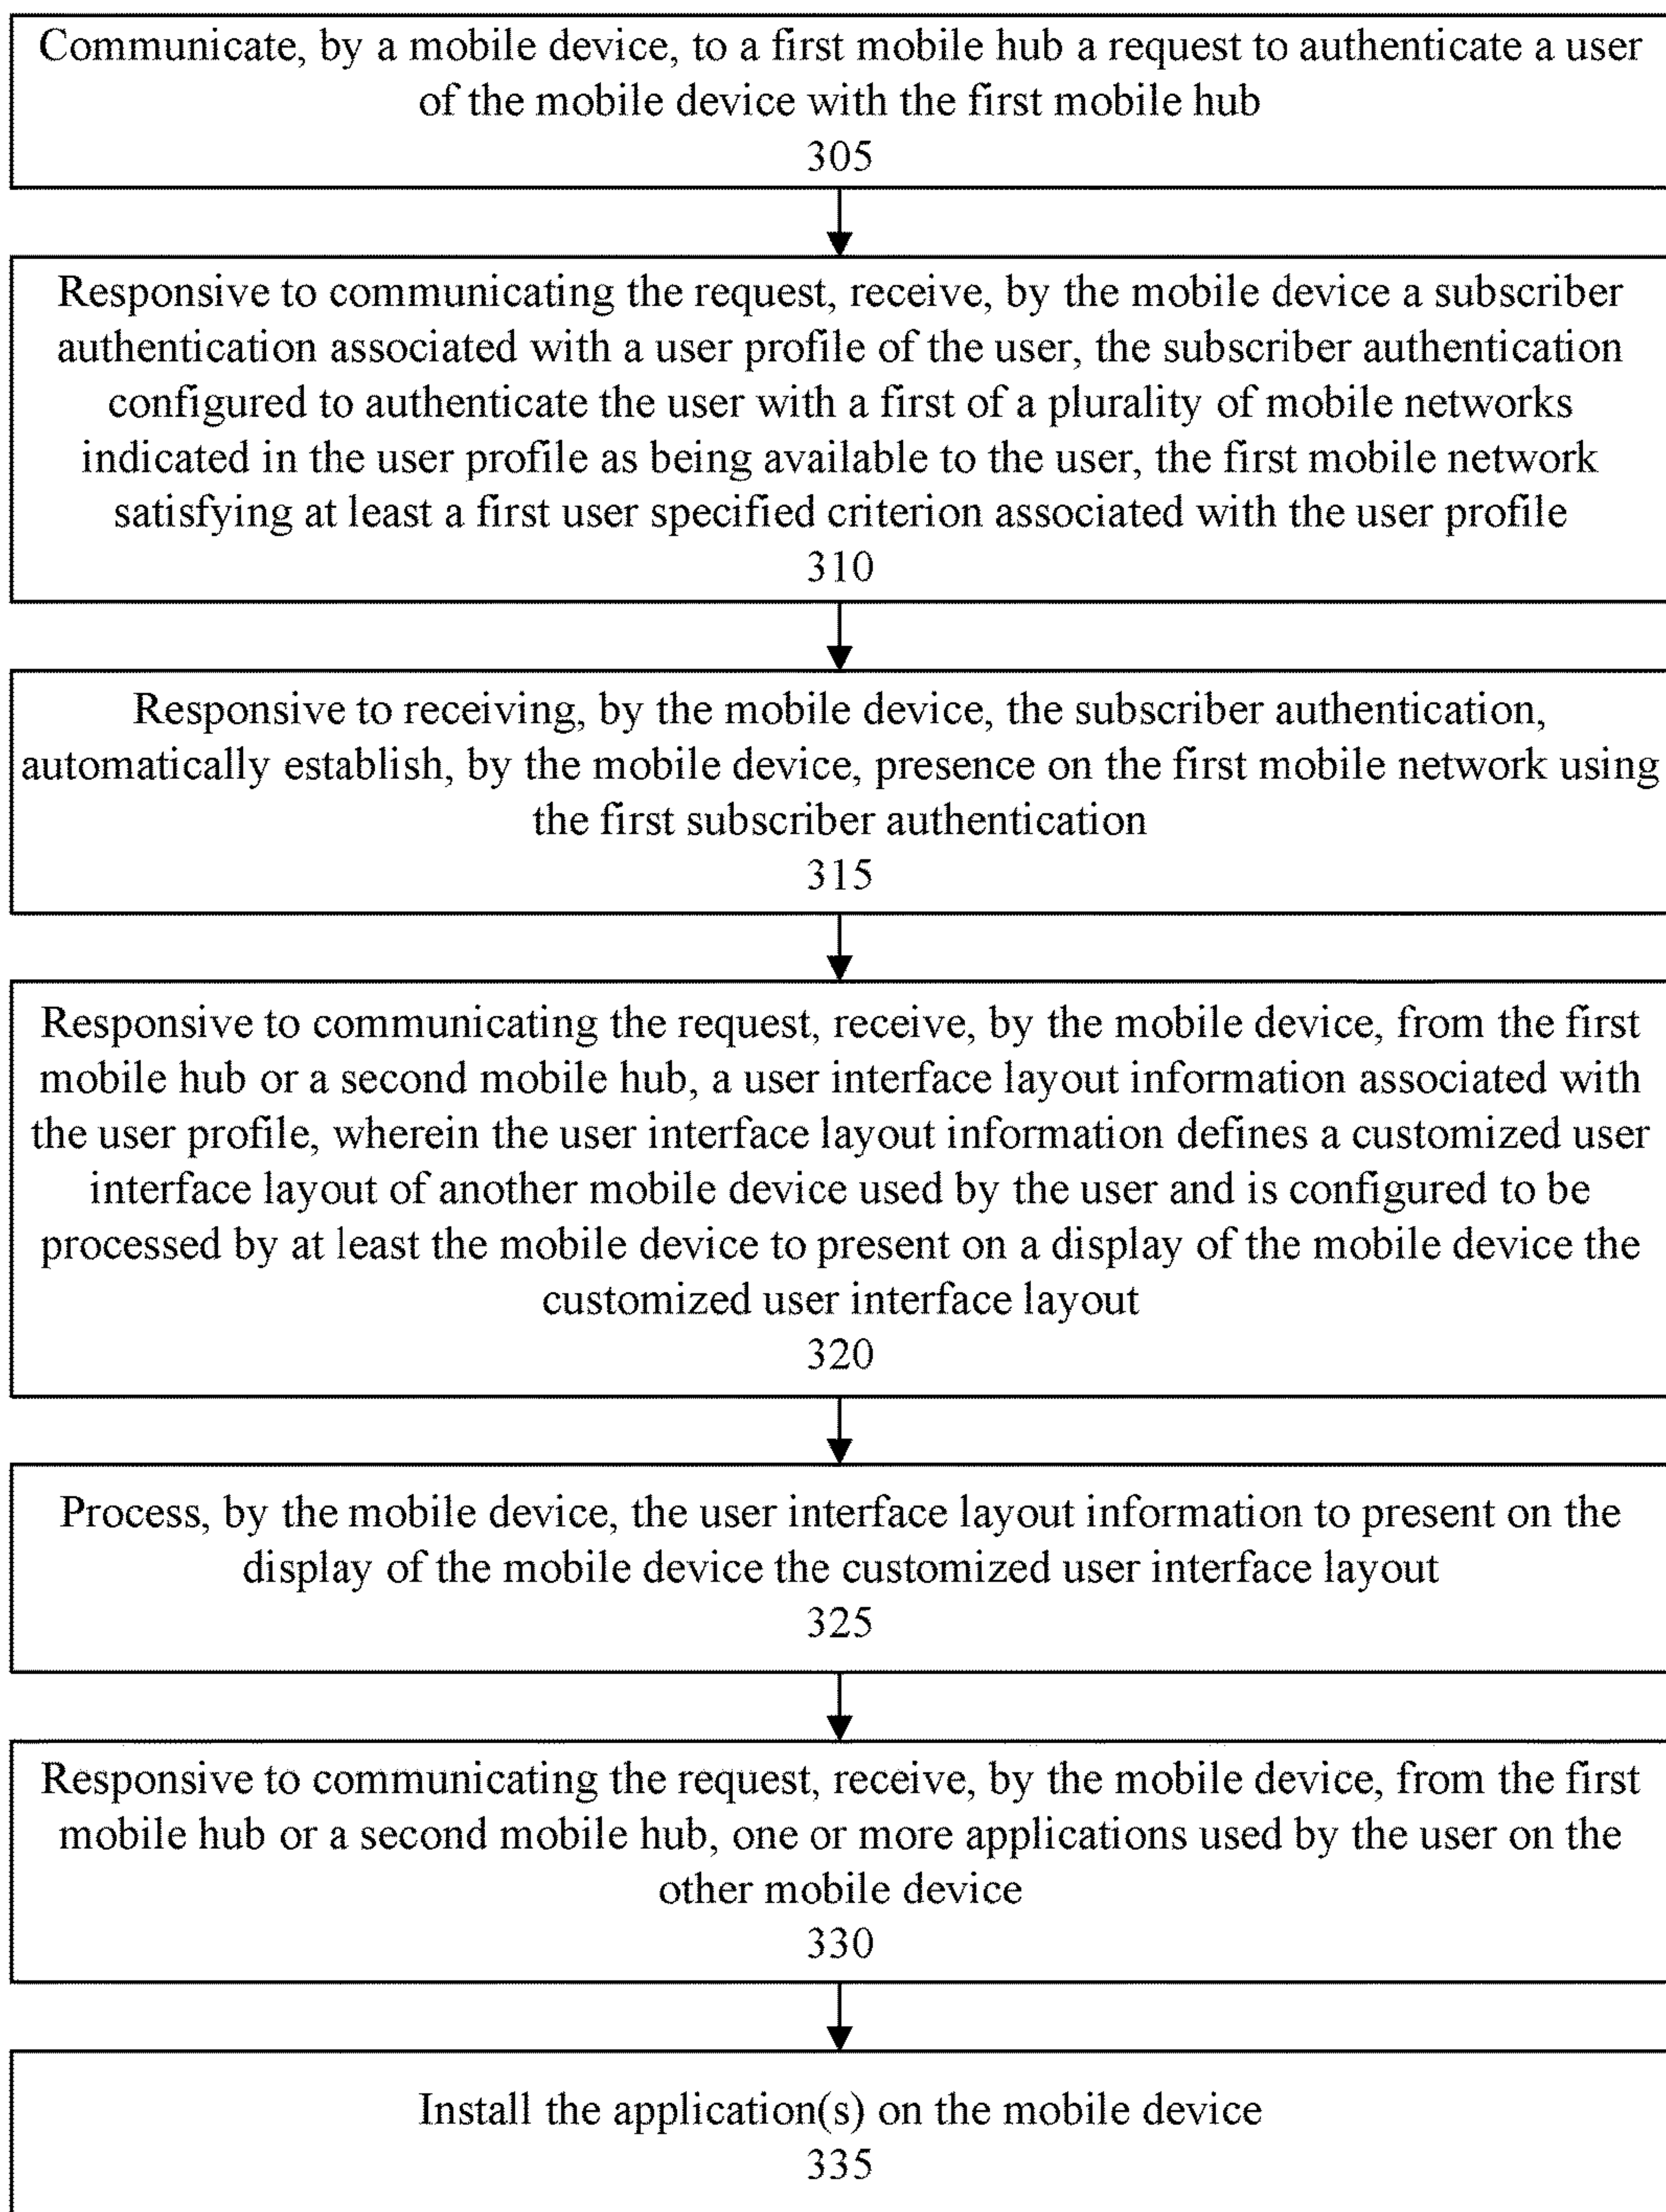 Communicate, by a mobile device, to a first mobile hub a request to authenticate a user
of the mobile device with the first mobile hub
305
Responsive to communicating the request, receive, by the mobile device a subscriber
authentication associated with a user profile of the user, the subscriber authentication
configured to authenticate the user with a first of a plurality of mobile networks
indicated in the user profile as being available to the user, the first mobile network
satisfying at least a first user specified criterion associated with the user profile
310
Responsive to receiving, by the mobile device, the subscriber authentication,
automatically establish, by the mobile device, presence on the first mobile network using
the first subscriber authentication
315
Responsive to communicating the request, receive, by the mobile device, from the first
mobile hub or a second mobile hub, a user interface layout information associated with
the user profile, wherein the user interface layout information defines a customized user
interface layout of another mobile device used by the user and is configured to be
processed by at least the mobile device to present on a display of the mobile device the
customized user interface layout
320
Process, by the mobile device, the user interface layout information to present on the
display of the mobile device the customized user interface layout
325
Responsive to communicating the request, receive, by the mobile device, from the first
mobile hub or a second mobile hub, one or more applications used by the user on the
other mobile device
330
Install the application(s) on the mobile device
335